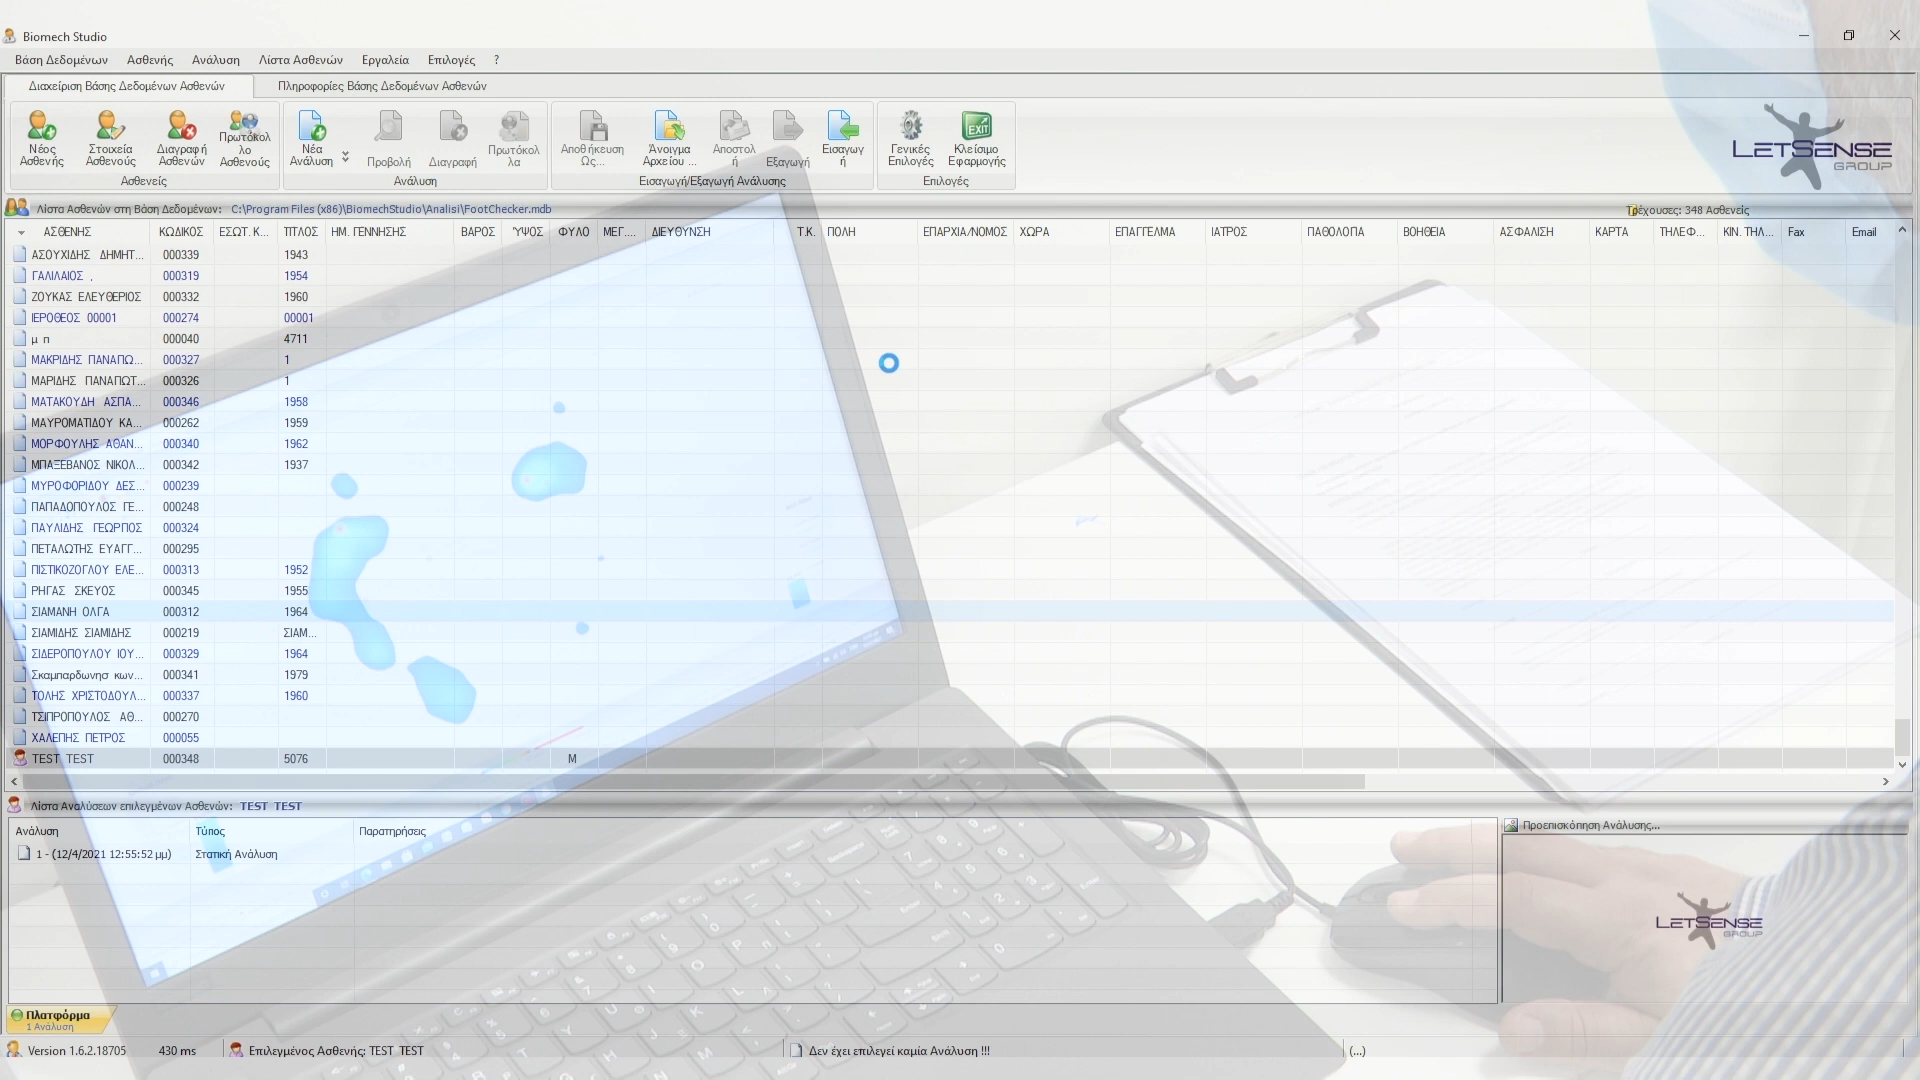 Biomech Studio
Βάση Δεδομένων Ασθενής Ανάλυση Λίστα Ασθενών Εργαλεία Επιλογές ?
Διαχείριση Βάσης Δεδομένων Ασθενών Πληροφορίες Βάσης Δεδομένων Ασθενών
Νέος Ασθενής Στοιχεία Ασθενούς Διαγραφή Ασθενών Πρωτόκολλο Ασθενούς Νέα Ανάλυση Προβολή Διαγραφή Πρωτόκολλα Αποθήκευση Ως... Άνοιγμα Αρχείου ... Αποστολή Εξαγωγή Εισαγωγή Γενικές Επιλογές EXIT Κλείσιμο Εφαρμογής
Ασθενείς Ανάλυση Εισαγωγή/Εξαγωγή Ανάλυσης Επιλογές
LETSENSE GROUP
Λίστα Ασθενών στη Βάση Δεδομένων: C:\Program Files (x86)\BiomechStudio\Analisi\FootChecker.mdb Τρέχουσες: 348 Ασθενείς
ΑΣΘΕΝΗΣ ΚΩΔΙΚΟΣ ΕΣΩΤ. Κ... ΤΙΤΛΟΣ ΗΜ. ΓΕΝΝΗΣΗΣ ΒΑΡΟΣ ΎΨΟΣ ΦΥΛΟ ΜΕΓ.... ΔΙΕΥΘΥΝΣΗ Τ.Κ. ΠΟΛΗ ΕΠΑΡΧΙΑ/ΝΟΜΟΣ ΧΩΡΑ ΕΠΑΓΓΕΛΜΑ ΙΑΤΡΟΣ ΠΑΘΟΛΟΓΙΑ ΒΟΗΘΕΙΑ ΑΣΦΑΛΙΣΗ ΚΑΡΤΑ ΤΗΛΕΦ... ΚΙΝ. ΤΗΛ... Fax Email
ΑΣΟΥΧΙΔΗΣ ΔΗΜΗΤ... 000339 1943
ΓΑΛΙΛΑΙΟΣ . 000319 1954
ΖΟΥΚΑΣ ΕΛΕΥΘΕΡΙΟΣ 000332 1960
ΙΕΡΟΘΕΟΣ 00001 000274 00001
μ π 000040 4711
ΜΑΚΡΙΔΗΣ ΠΑΝΑΓΙΩ... 000327 1
ΜΑΡΙΔΗΣ ΠΑΝΑΓΙΩΤ... 000326 1
ΜΑΤΑΚΟΥΔΗ ΑΣΠΑ... 000346 1958
ΜΑΥΡΟΜΑΤΙΔΟΥ ΚΑ... 000262 1959
ΜΟΡΦΟΥΛΗΣ ΑΘΑΝ... 000340 1962
ΜΠΑΞΕΒΑΝΟΣ ΝΙΚΟΛ... 000342 1937
ΜΥΡΟΦΟΡΙΔΟΥ ΔΕΣ... 000239
ΠΑΠΑΔΟΠΟΥΛΟΣ ΓΕ... 000248
ΠΑΥΛΙΔΗΣ ΓΕΩΡΓΙΟΣ 000324
ΠΕΤΑΛΩΤΗΣ ΕΥΑΓΓ... 000295
ΠΙΣΤΙΚΟΖΟΓΛΟΥ ΕΛΕ... 000313 1952
ΡΗΓΑΣ ΣΚΕΥΟΣ 000345 1955
ΣΙΑΜΑΝΗ ΟΛΓΑ 000312 1964
ΣΙΑΜΙΔΗΣ ΣΙΑΜΙΔΗΣ 000219 ΣΙΑΜ...
ΣΙΔΕΡΟΠΟΥΛΟΥ ΙΟΥ... 000329 1964
Σκαμπαρδωνησ κων... 000341 1979
ΤΟΛΗΣ ΧΡΙΣΤΟΔΟΥΛ... 000337 1960
ΤΣΙΠΡΟΠΟΥΛΟΣ ΑΘ... 000270
ΧΑΛΕΠΗΣ ΠΕΤΡΟΣ 000055
TEST TEST 000348 5076 M
Λίστα Αναλύσεων επιλεγμένων Ασθενών: TEST TEST
Ανάλυση Τύπος Παρατηρήσεις Προεπισκόπηση Ανάλυσης...
1 - (12/4/2021 12:55:52 μμ) Στατική Ανάλυση
LETSENSE GROUP
Πλατφόρμα
1 Ανάλυση
Version 1.6.2.18705 430 ms Επιλεγμένος Ασθενής: TEST TEST Δεν έχει επιλεγεί καμία Ανάλυση !!! (...)